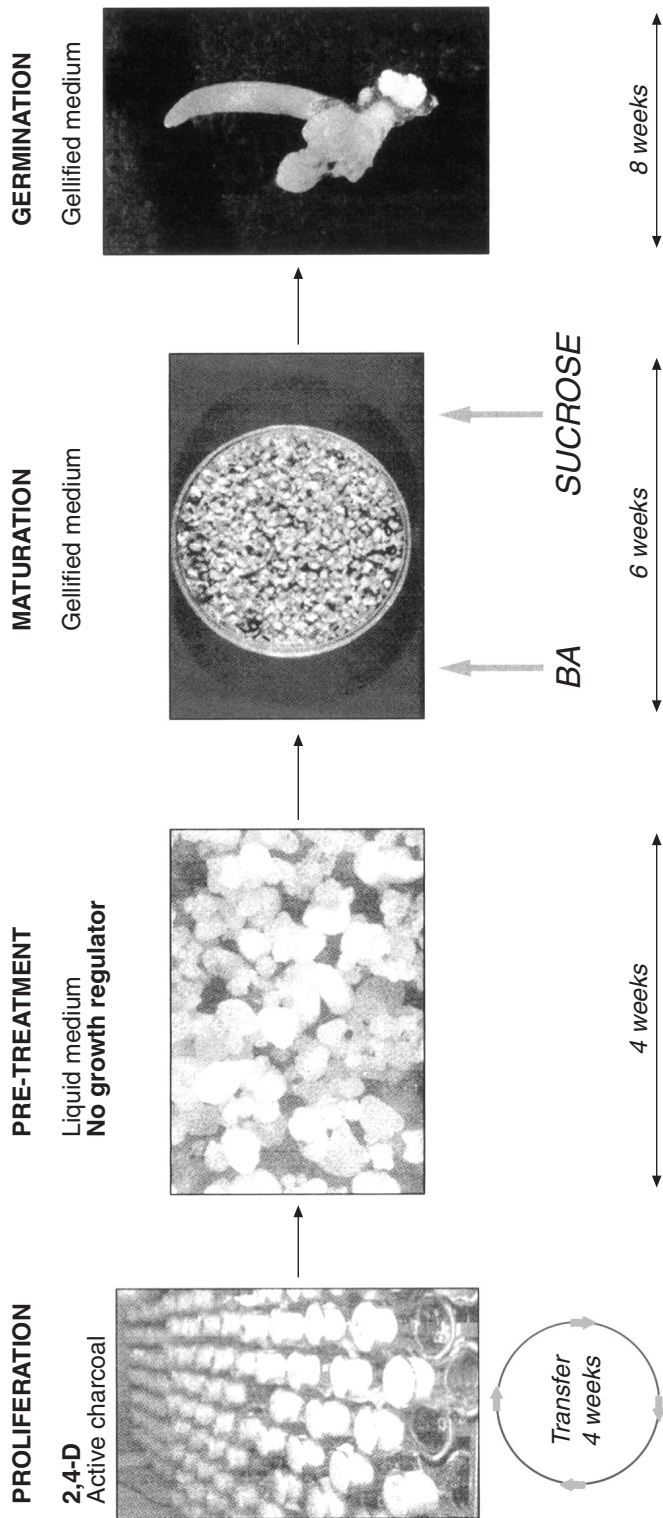 PROLIFERATION
2,4-D
Active charcoal
Transfer
4 weeks
PRE-TREATMENT
Liquid medium
No growth regulator
4 weeks
MATURATION
Gellified medium
BA
SUCROSE
6 weeks
GERMINATION
Gellified medium
8 weeks